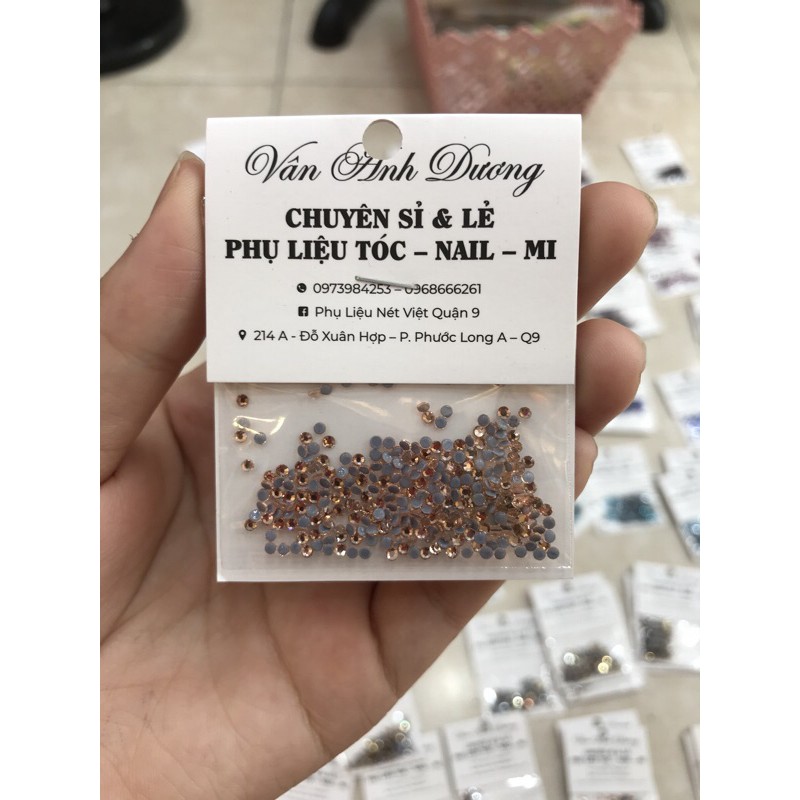 Vân Anh Dương
CHUYÊN SỈ & LẺ
PHỤ LIỆU TÓC – NAIL – MI
0973984253 – 0968666261
Phụ Liệu Nét Việt Quận 9
214 A - Đỗ Xuân Hợp – P. Phước Long A – Q9